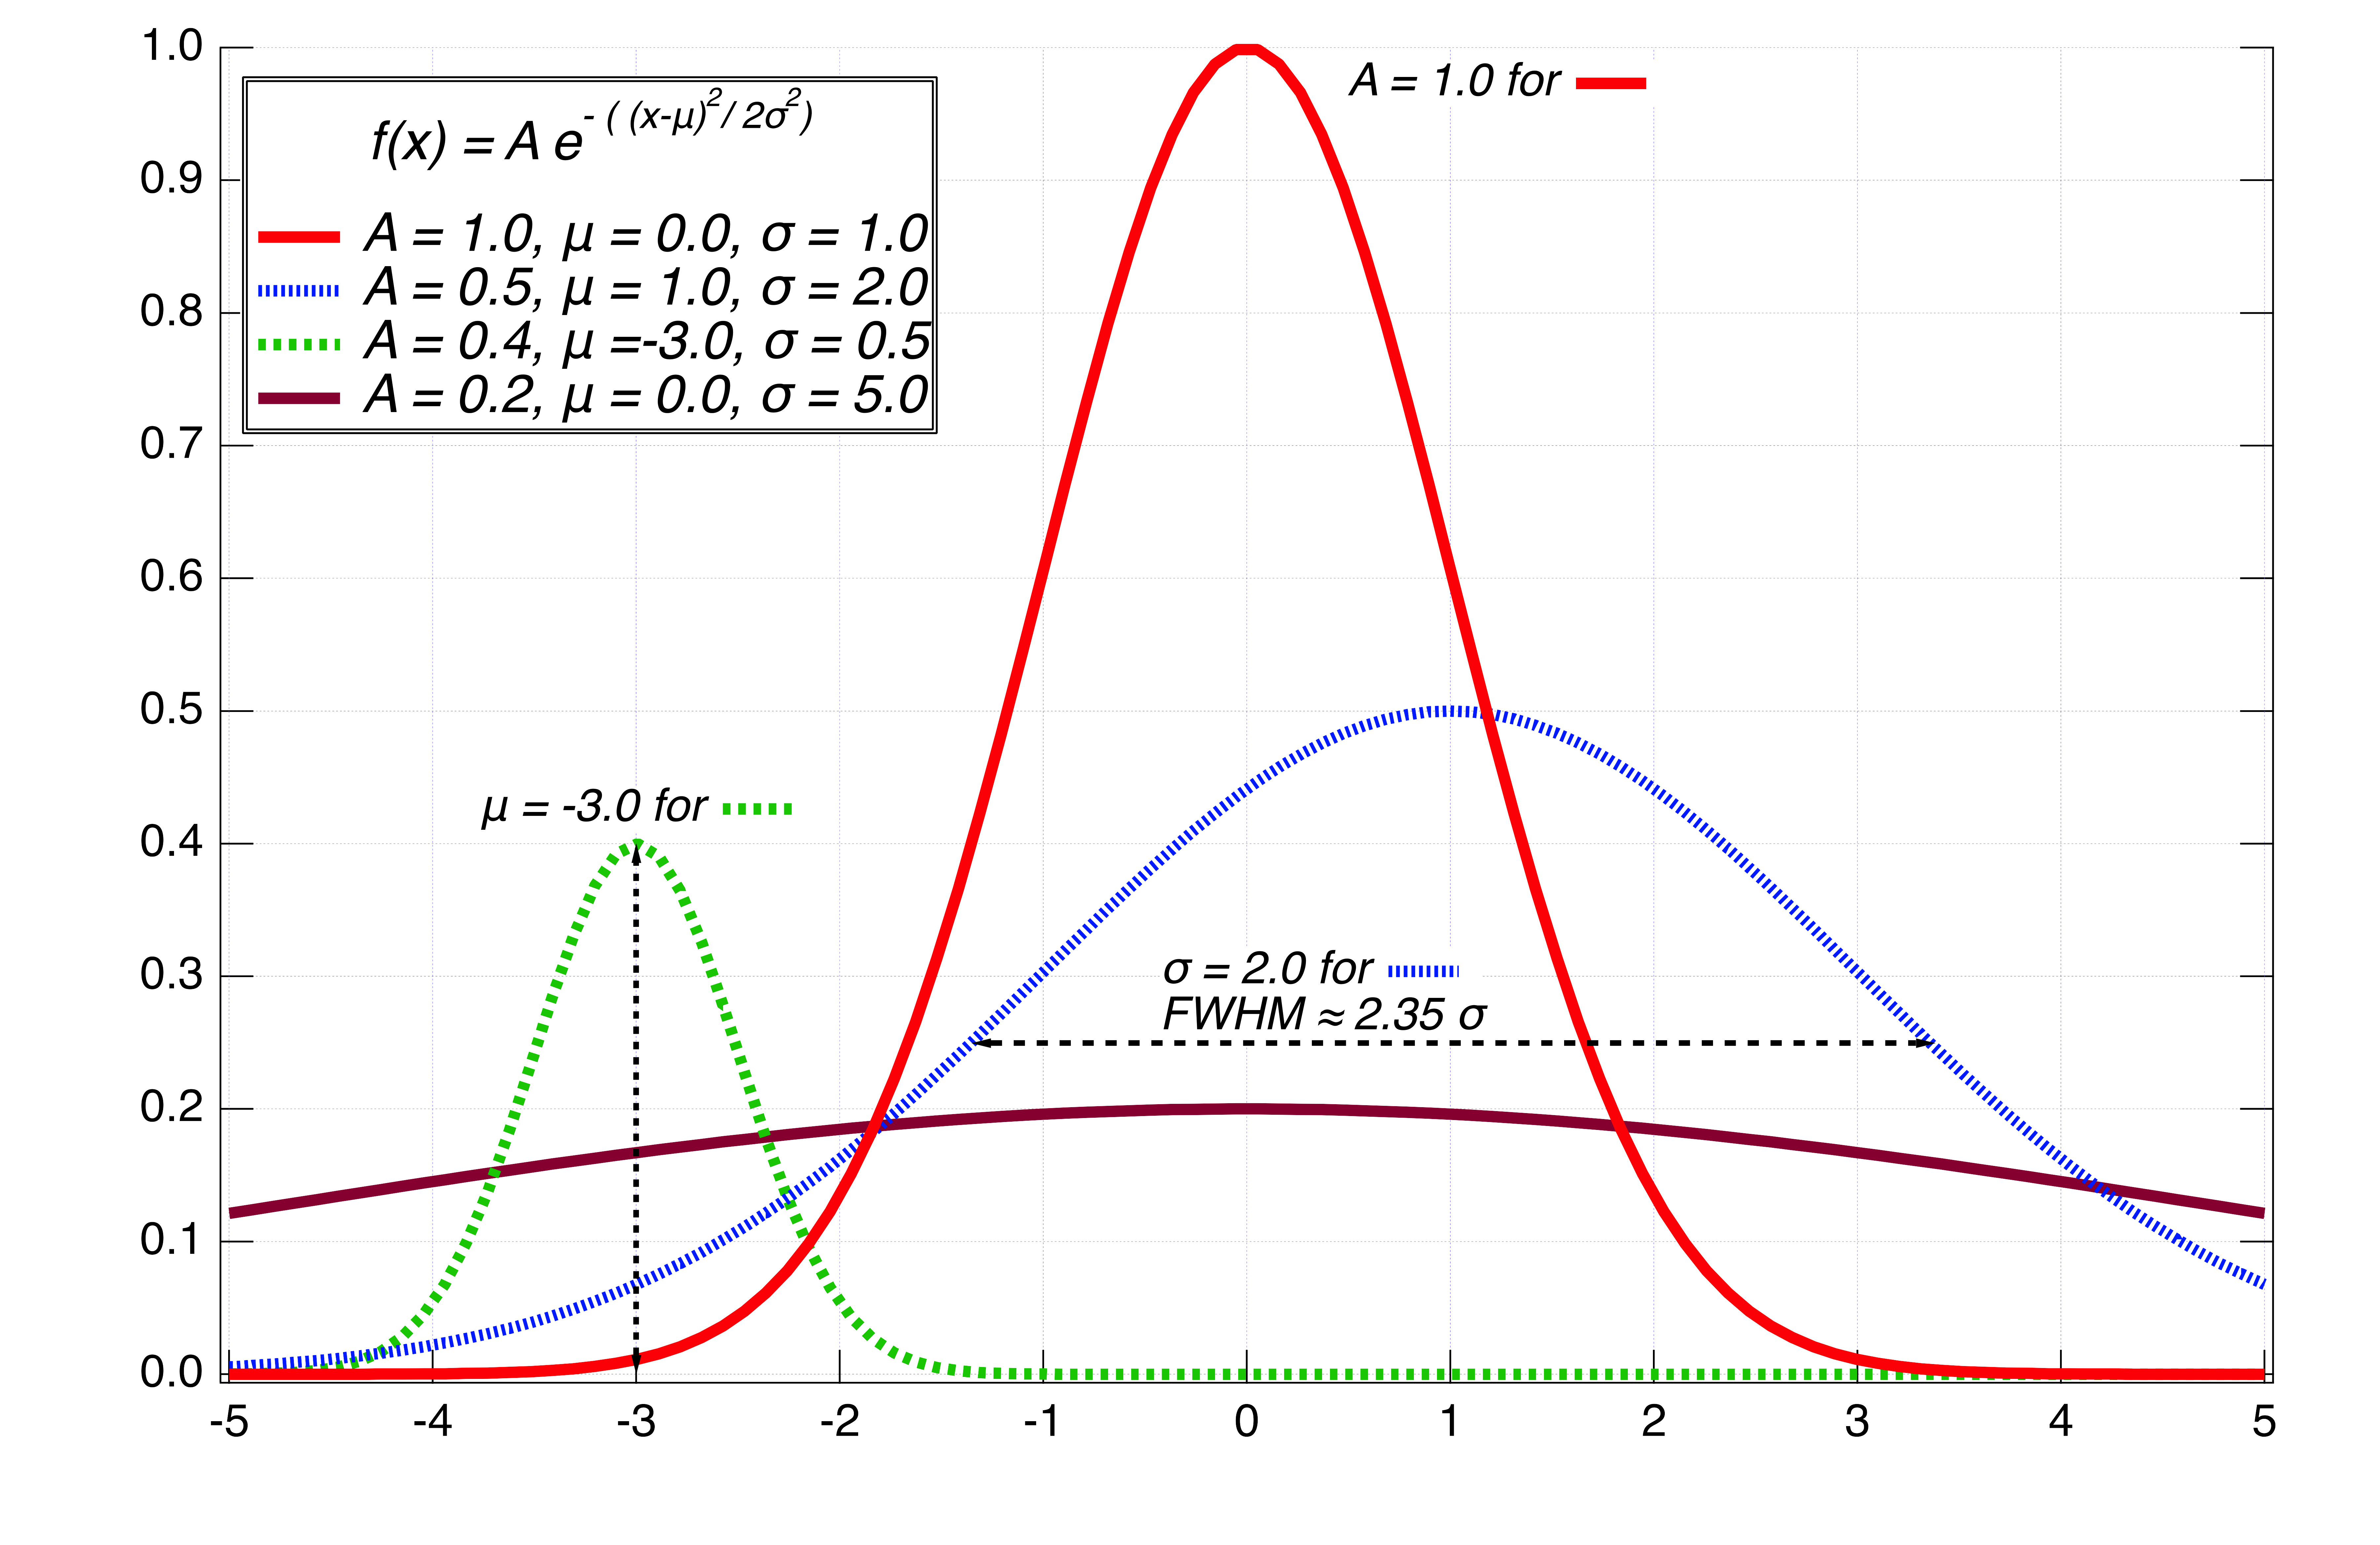 1.0
0.9
0.8
0.7
0.6
0.5
0.4
0.3
0.2
0.1
0.0
f(x) = A e - ( (x-μ)2/ 2σ2)
A = 1.0, μ = 0.0, σ = 1.0
A = 0.5, μ = 1.0, σ = 2.0
A = 0.4, μ =-3.0, σ = 0.5
A = 0.2, μ = 0.0, σ = 5.0
A = 1.0 for
μ = -3.0 for
σ = 2.0 for
FWHM ≈ 2.35 σ
-5 -4 -3 -2 -1 0 1 2 3 4 5